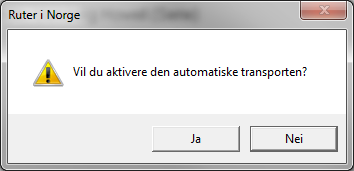 Ruter i Norge
Vil du aktivere den automatiske transporten?
Ja
Nei